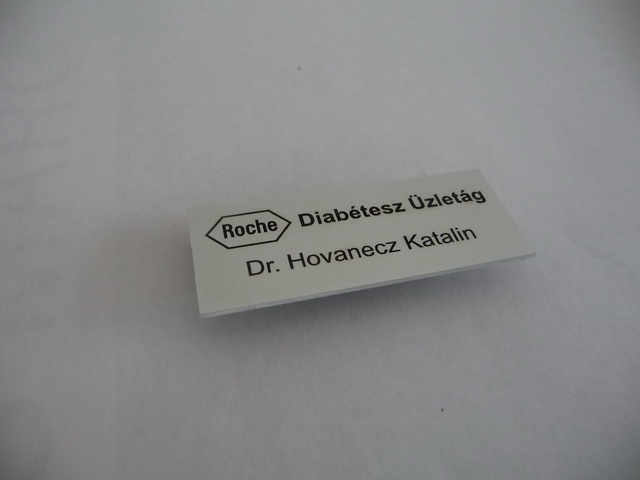 Roche Diabétesz Üzletág
Dr. Hovanecz Katalin